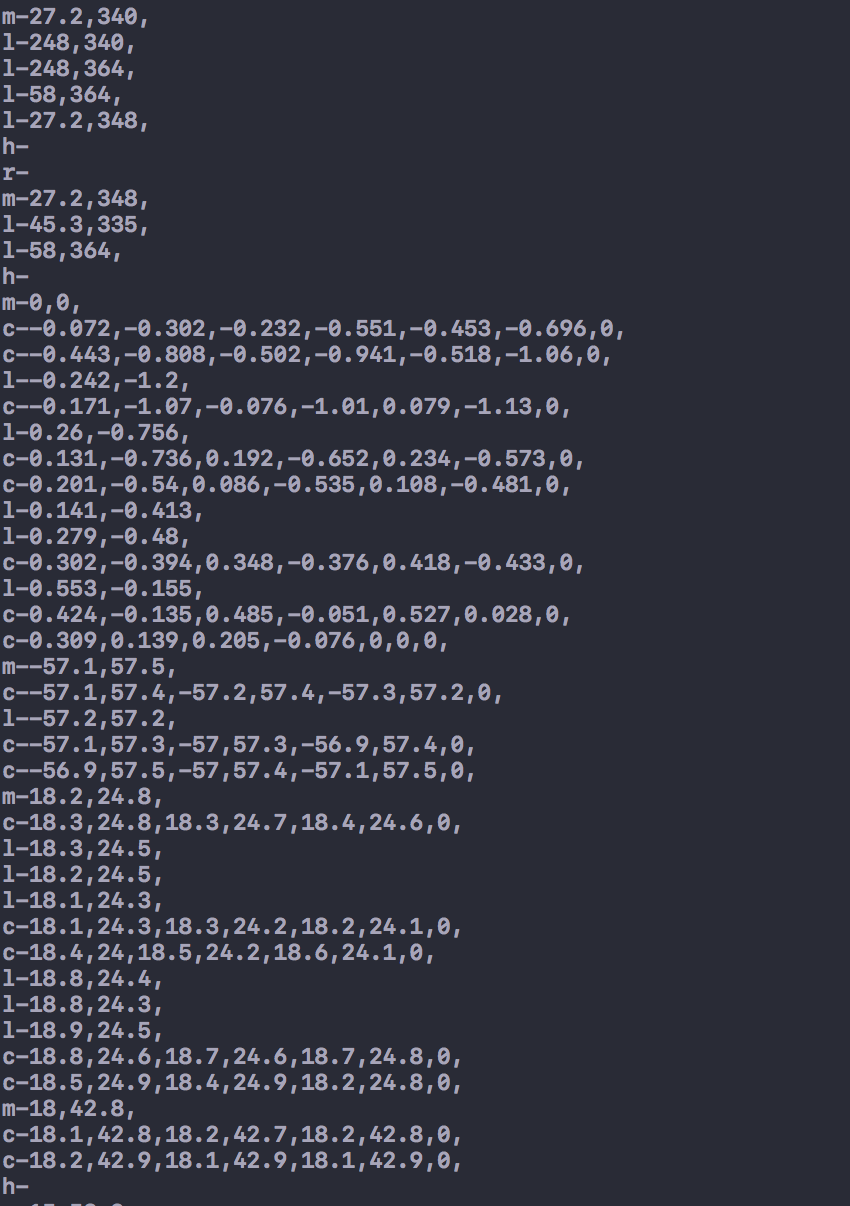 m-27.2,340,
l-248,340,
l-248,364,
l-58,364,
l-27.2,348,
h-
r-
m-27.2,348,
l-45.3,335,
l-58,364,
h-
m-0,0,
c--0.072,-0.302,-0.232,-0.551,-0.453,-0.696,0,
c--0.443,-0.808,-0.502,-0.941,-0.518,-1.06,0,
l--0.242,-1.2,
c--0.171,-1.07,-0.076,-1.01,0.079,-1.13,0,
l-0.26,-0.756,
c-0.131,-0.736,0.192,-0.652,0.234,-0.573,0,
c-0.201,-0.54,0.086,-0.535,0.108,-0.481,0,
l-0.141,-0.413,
l-0.279,-0.48,
c-0.302,-0.394,0.348,-0.376,0.418,-0.433,0,
l-0.553,-0.155,
c-0.424,-0.135,0.485,-0.051,0.527,0.028,0,
c-0.309,0.139,0.205,-0.076,0,0,0,
m--57.1,57.5,
c--57.1,57.4,-57.2,57.4,-57.3,57.2,0,
l--57.2,57.2,
c--57.1,57.3,-57,57.3,-56.9,57.4,0,
c--56.9,57.5,-57,57.4,-57.1,57.5,0,
m-18.2,24.8,
c-18.3,24.8,18.3,24.7,18.4,24.6,0,
l-18.3,24.5,
l-18.2,24.5,
l-18.1,24.3,
c-18.1,24.3,18.3,24.2,18.2,24.1,0,
c-18.4,24,18.5,24.2,18.6,24.1,0,
l-18.8,24.4,
l-18.8,24.3,
l-18.9,24.5,
c-18.8,24.6,18.7,24.6,18.7,24.8,0,
c-18.5,24.9,18.4,24.9,18.2,24.8,0,
m-18,42.8,
c-18.1,42.8,18.2,42.7,18.2,42.8,0,
c-18.2,42.9,18.1,42.9,18.1,42.9,0,
h-